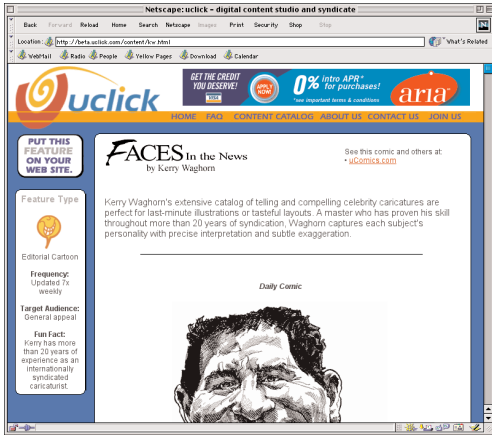 Netscape: uclick - digital content studio and syndicate
Back Forward Reload Home Search Netscape Images Print Security Shop Stop
Location: http://beta.uclick.com/content/kw.html What's Related
WebMail Radio People Yellow Pages Download Calendar
uclick
GET THE CREDIT
YOU DESERVE!
VISA
APPLY
NOW!
0% intro APR*
for purchases!
*see important terms & conditions
aria
HOME FAQ CONTENT CATALOG ABOUT US CONTACT US JOIN US
PUT THIS
FEATURE
ON YOUR
WEB SITE.
FACES In the News
by Kerry Waghorn
See this comic and others at:
• uComics.com
Feature Type
Editorial Cartoon
Frequency:
Updated 7x
weekly
Target Audience:
General appeal
Fun Fact:
Kerry has more
than 20 years of
experience as an
internationally
syndicated
caricaturist.
Kerry Waghorn's extensive catalog of telling and compelling celebrity caricatures are
perfect for last-minute illustrations or tasteful layouts. A master who has proven his skill
throughout more than 20 years of syndication, Waghorn captures each subject's
personality with precise interpretation and subtle exaggeration.
Daily Comic